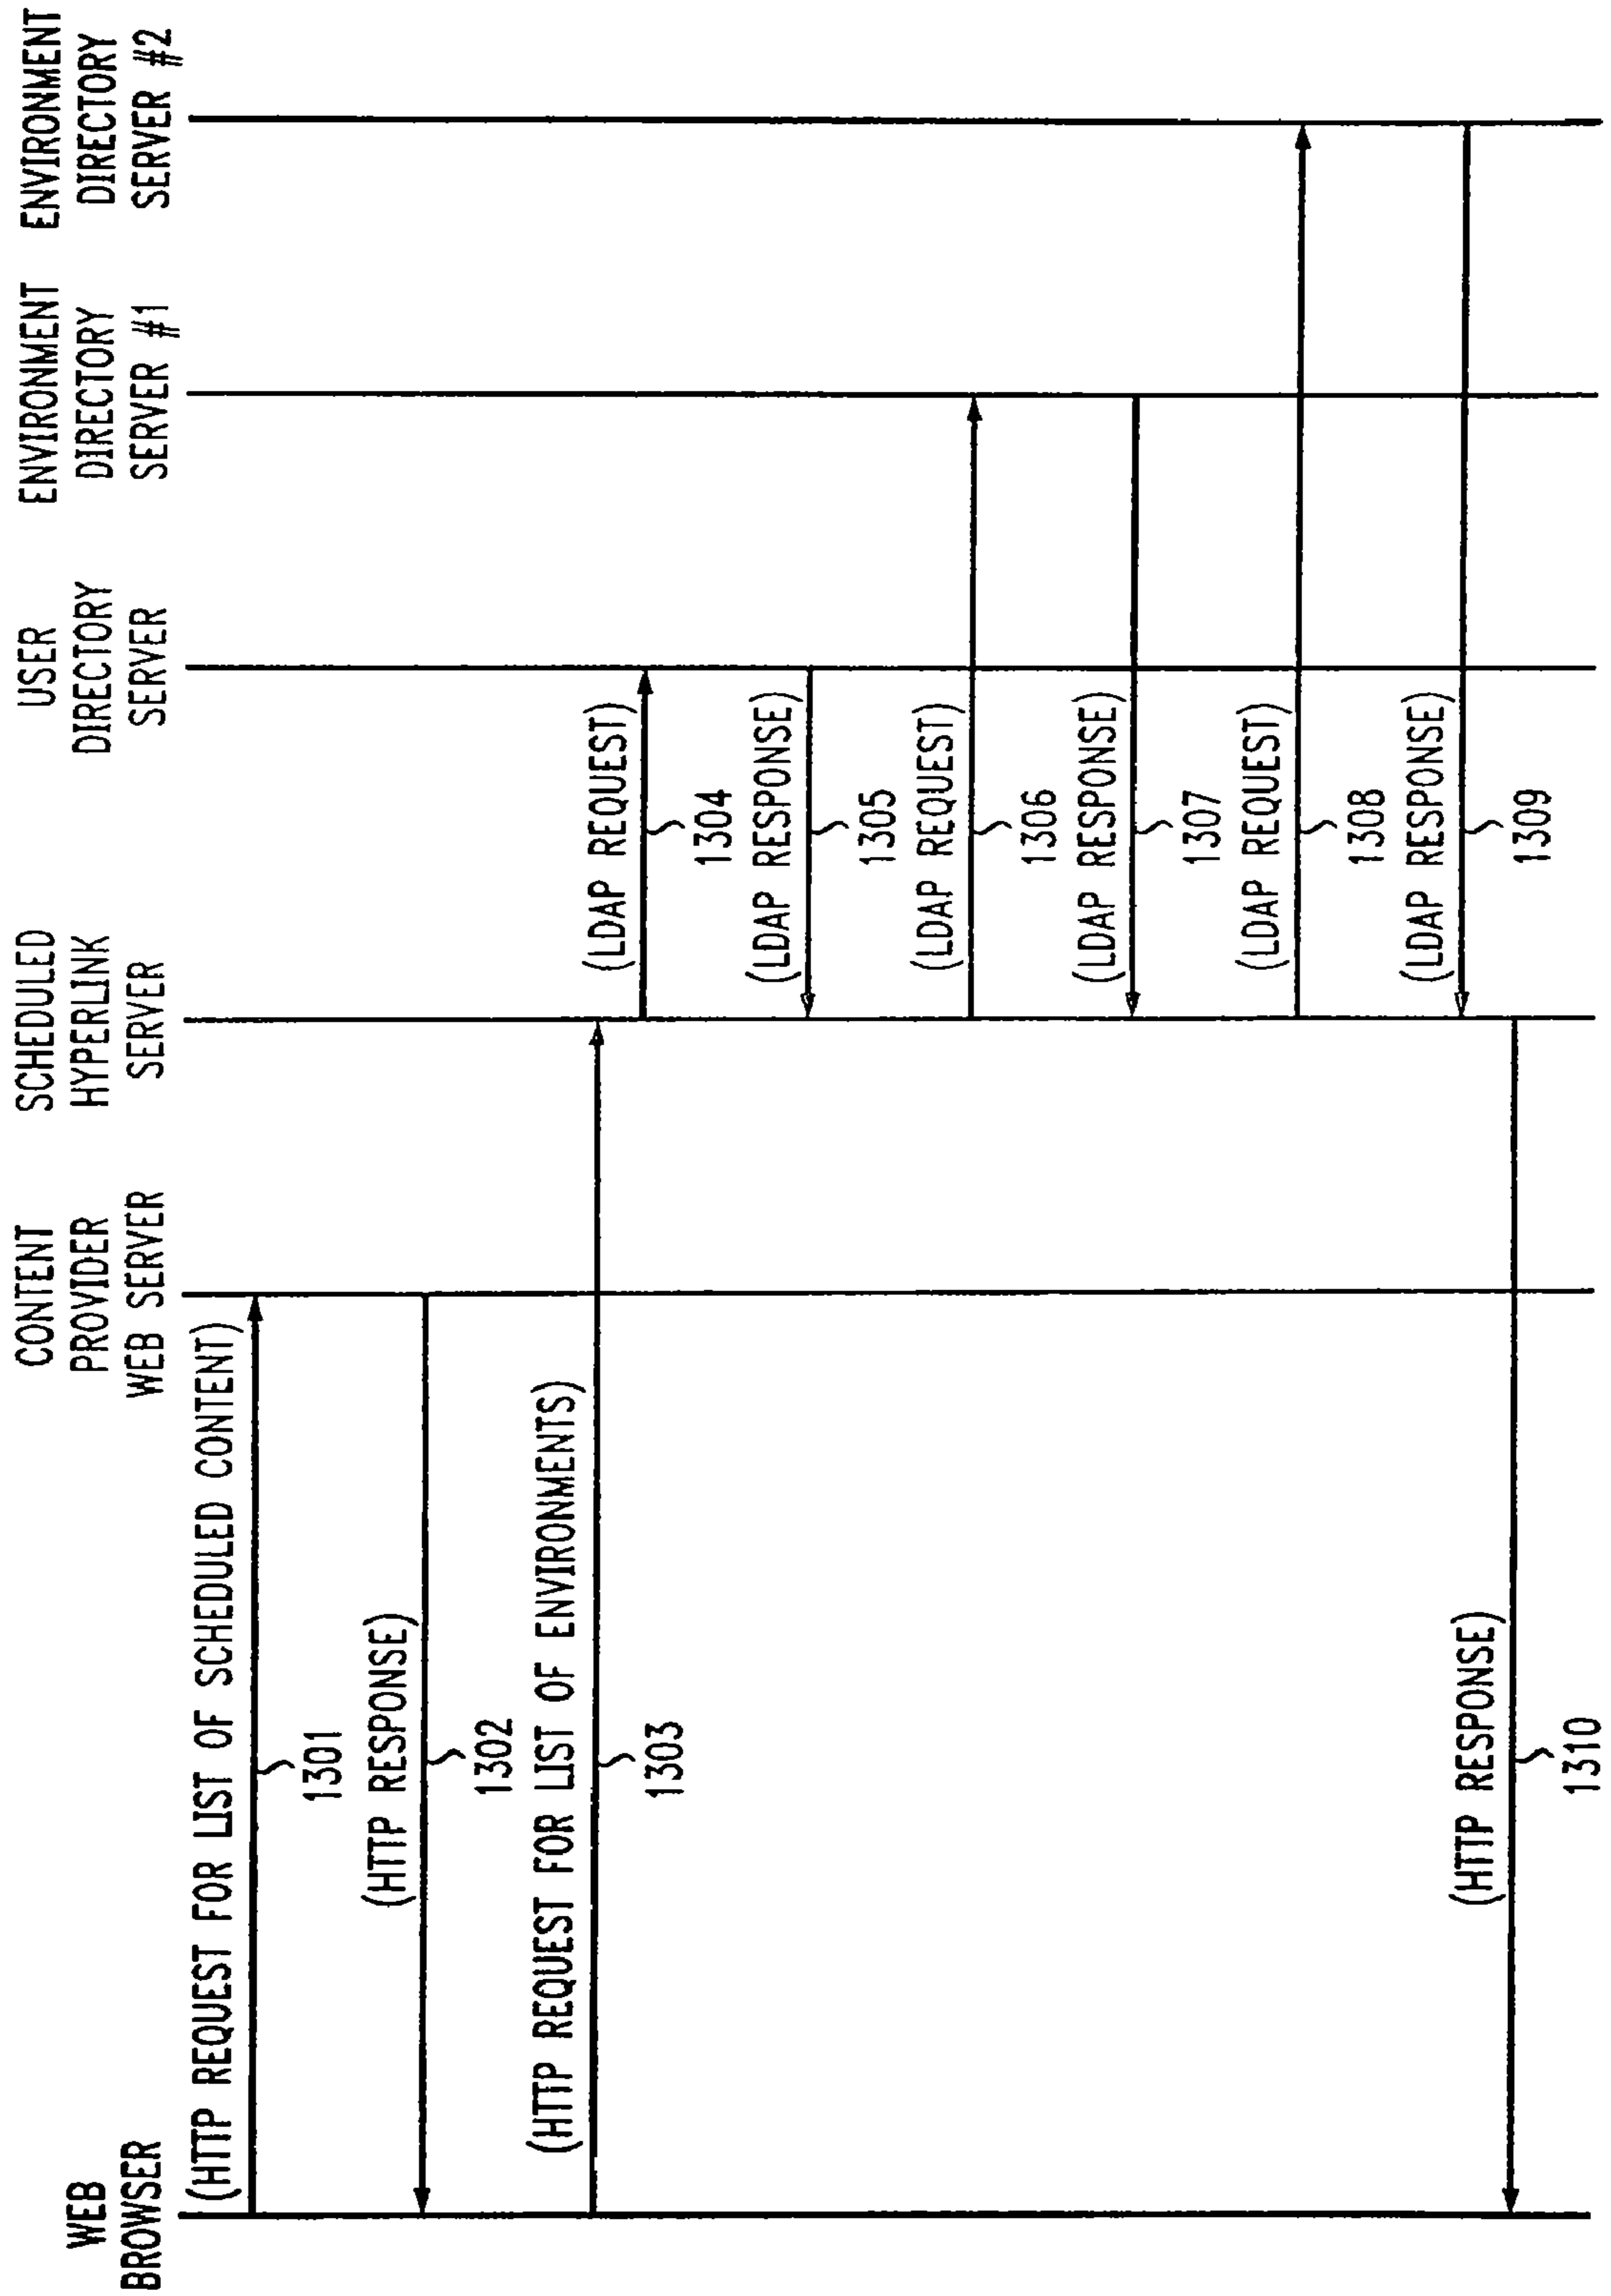 WEB
BROWSER
CONTENT
PROVIDER
WEB SERVER
SCHEDULED
HYPERLINK
SERVER
USER
DIRECTORY
SERVER
ENVIRONMENT
DIRECTORY
SERVER #1
ENVIRONMENT
DIRECTORY
SERVER #2
(HTTP REQUEST FOR LIST OF SCHEDULED CONTENT)
1301
(HTTP RESPONSE)
1302
(HTTP REQUEST FOR LIST OF ENVIRONMENTS)
1303
(LDAP REQUEST)
1304
(LDAP RESPONSE)
1305
(LDAP REQUEST)
1306
(LDAP RESPONSE)
1307
(LDAP REQUEST)
1308
(LDAP RESPONSE)
1309
(HTTP RESPONSE)
1310